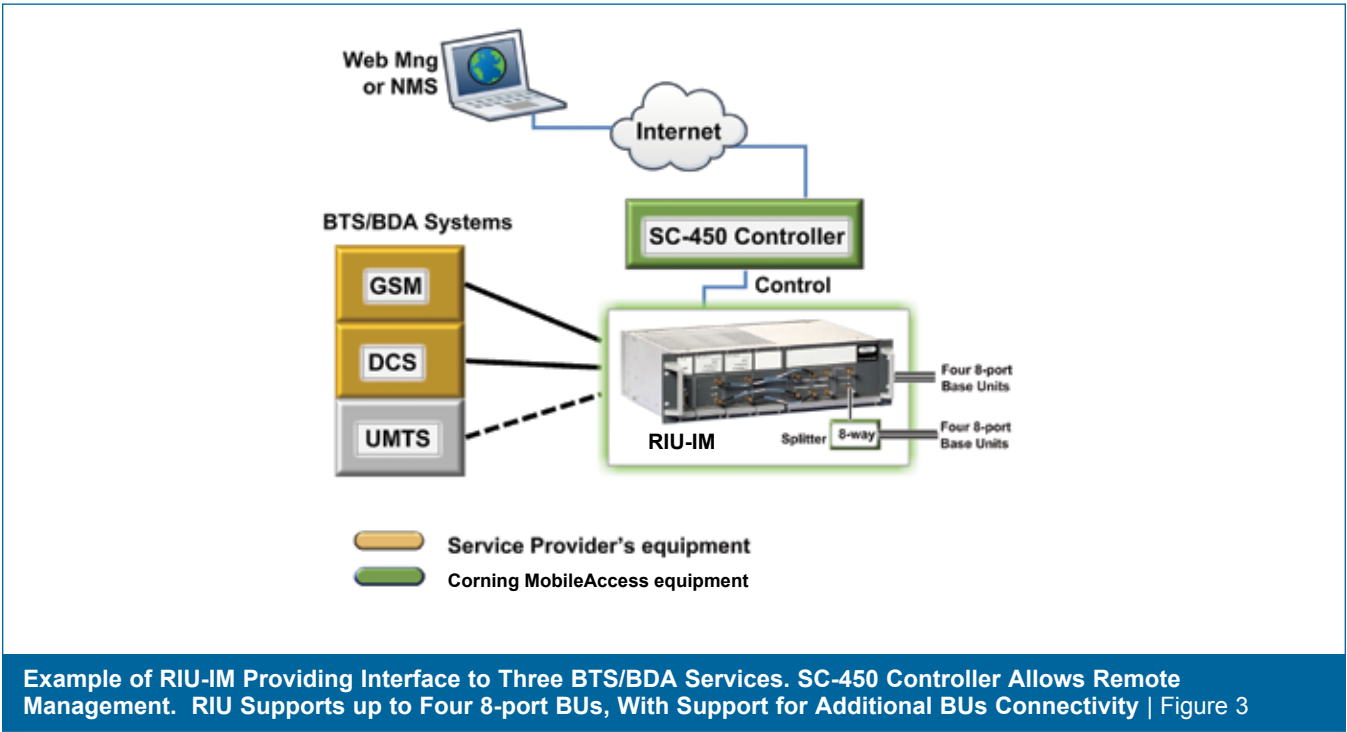 Web Mng
or NMS
Internet
SC-450 Controller
BTS/BDA Systems
GSM
Control
DCS
UMTS
RIU-IM
Splitter
8-way
Four 8-port
Base Units
Four 8-port
Base Units
Service Provider's equipment
Corning MobileAccess equipment
Example of RIU-IM Providing Interface to Three BTS/BDA Services. SC-450 Controller Allows Remote
Management. RIU Supports up to Four 8-port BUs, With Support for Additional BUs Connectivity | Figure 3